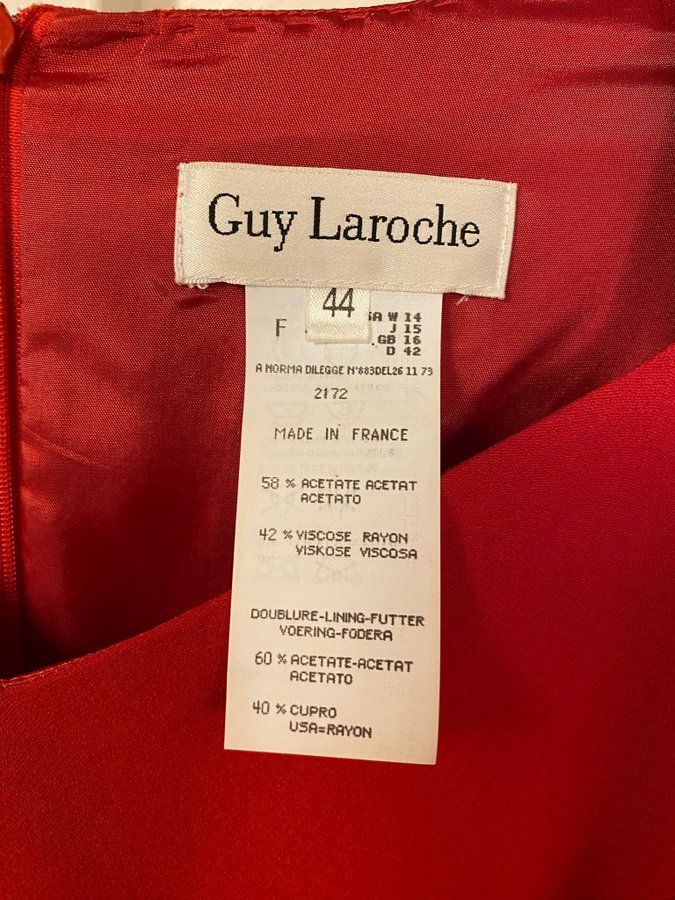 Guy Laroche
44
F
SA W 14
J 15
GB 16
D 42
A NORMA DILEGGE N°883DEL26 11 73
2172
MADE IN FRANCE
58 % ACETATE ACETAT
ACETATO
42 % VISCOSE RAYON
VISKOSE VISCOSA
DOUBLURE-LINING-FUTTER
VOERING-FODERA
60 % ACETATE-ACETAT
ACETATO
40 % CUPRO
USA=RAYON